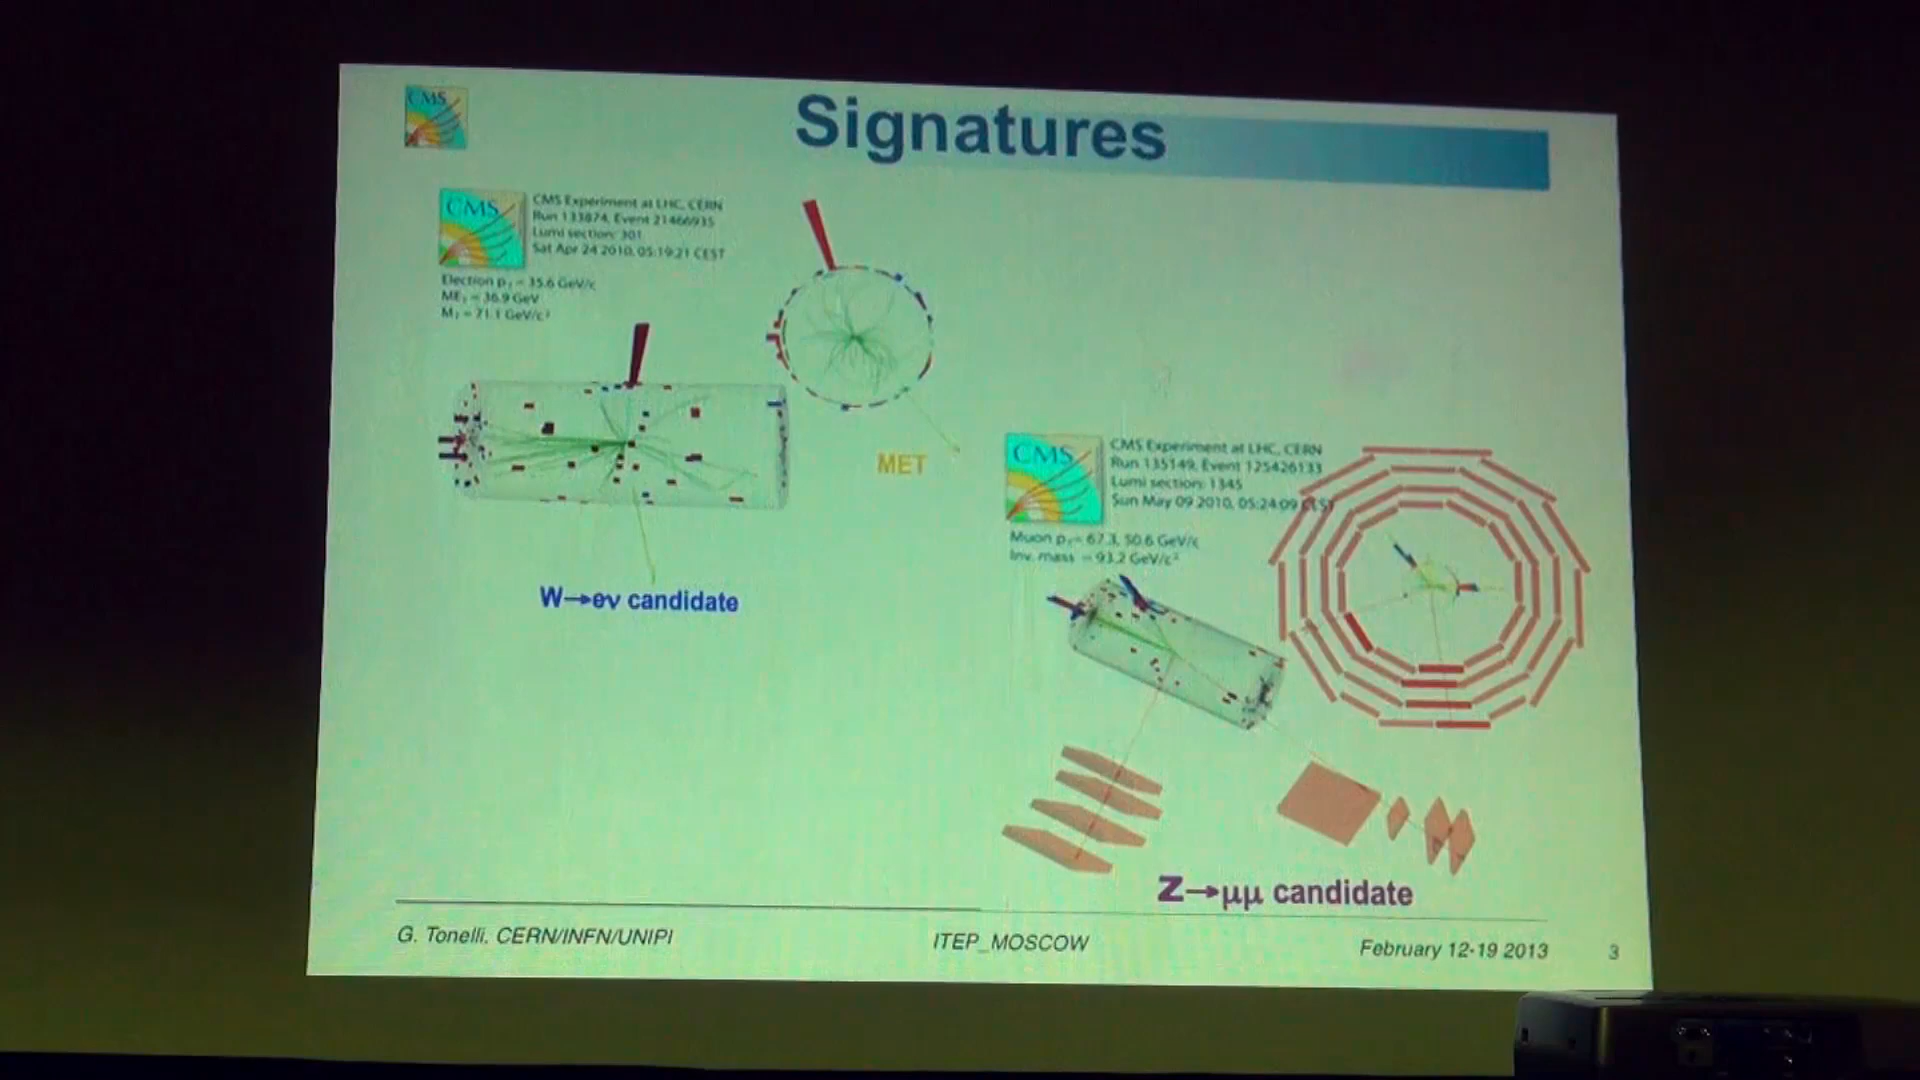 CMS
Signatures
CMS
CMS Experiment at LHC, CERN
Run 133874, Event 21466935
Lumi section: 301
Sat Apr 24 2010, 05:19:21 CEST
Electron pT = 35.6 GeV/c
MET = 36.9 GeV
MT = 71.1 GeV/c²
MET
W→eν candidate
CMS
CMS Experiment at LHC, CERN
Run 135149, Event 125426133
Lumi section: 1345
Sun May 09 2010, 05:24:09 CEST
Muon pT = 67.3, 50.6 GeV/c
Inv. mass = 93.2 GeV/c²
Z→μμ candidate
G. Tonelli, CERN/INFN/UNIPI
ITEP_MOSCOW
February 12-19 2013
3